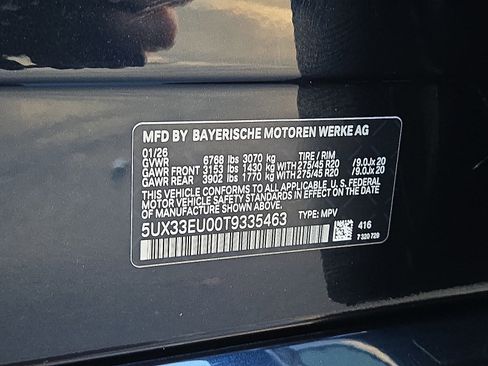 MFD BY BAYERISCHE MOTOREN WERKE AG
01/26
GVWR 6768 lbs 3070 kg TIRE / RIM
GAWR FRONT 3153 lbs 1430 kg WITH 275/45 R20 / 9.0Jx 20
GAWR REAR 3902 lbs 1770 kg WITH 275/45 R20 / 9.0Jx 20
THIS VEHICLE CONFORMS TO ALL APPLICABLE U.S. FEDERAL
MOTOR VEHICLE SAFETY STANDARDS IN EFFECT ON THE DATE
OF MANUFACTURE SHOWN ABOVE.
5UX33EU00T9335463 TYPE: MPV
416
7 320 729